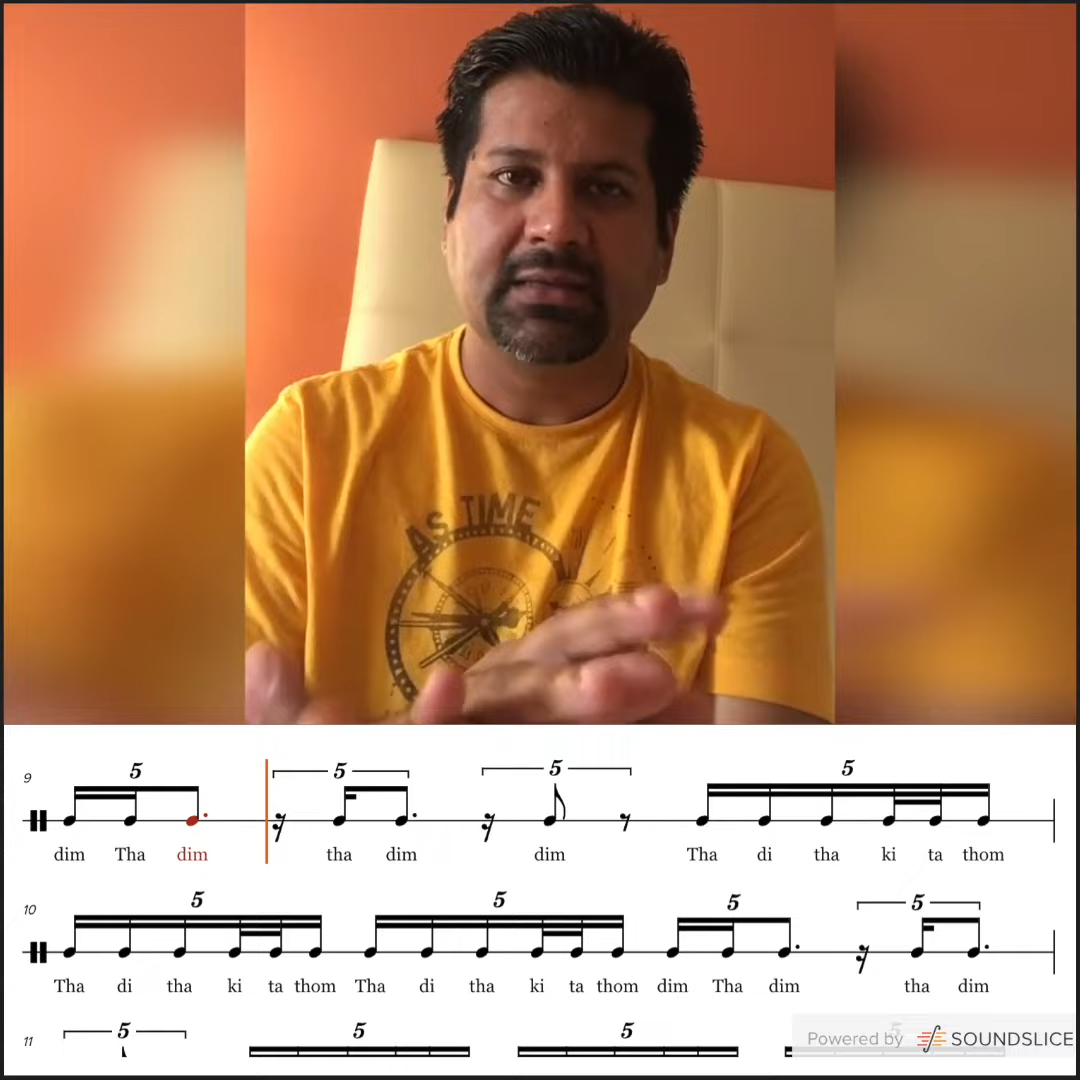 AS TIME
5 5 5 5
9
dim Tha dim tha dim dim Tha di tha ki ta thom
5 5 5 5
10
Tha di tha ki ta thom Tha di tha ki ta thom dim Tha dim tha dim
5 5 5 5
11
Powered by SOUNDSLICE